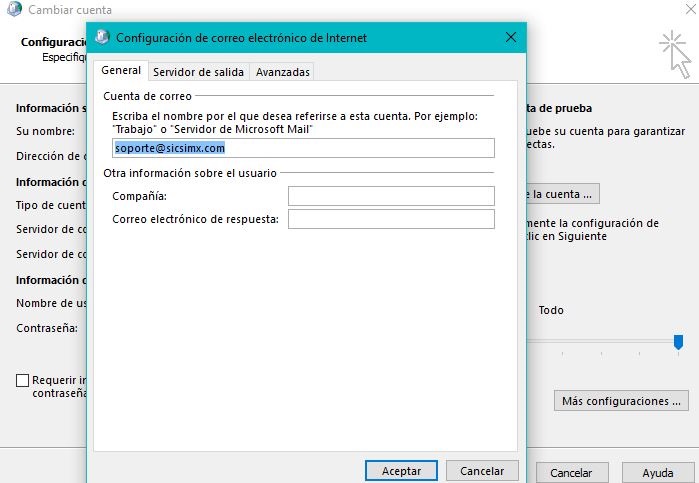 Cambiar cuenta
Configuració
Especifiqu
Configuración de correo electrónico de Internet
General
Servidor de salida
Avanzadas
Cuenta de correo
Escriba el nombre por el que desea referirse a esta cuenta. Por ejemplo:
"Trabajo" o "Servidor de Microsoft Mail"
soporte@sicsimx.com
Otra información sobre el usuario
Compañía:
Correo electrónico de respuesta:
Aceptar
Cancelar
Información s
Su nombre:
Dirección de c
Información d
Tipo de cuent
Servidor de co
Servidor de co
Información d
Nombre de us
Contraseña:
Requerir in
contraseña
ta de prueba
uebe su cuenta para garantizar
ectas.
e la cuenta ...
mente la configuración de
clic en Siguiente
Todo
Más configuraciones ...
Cancelar
Ayuda